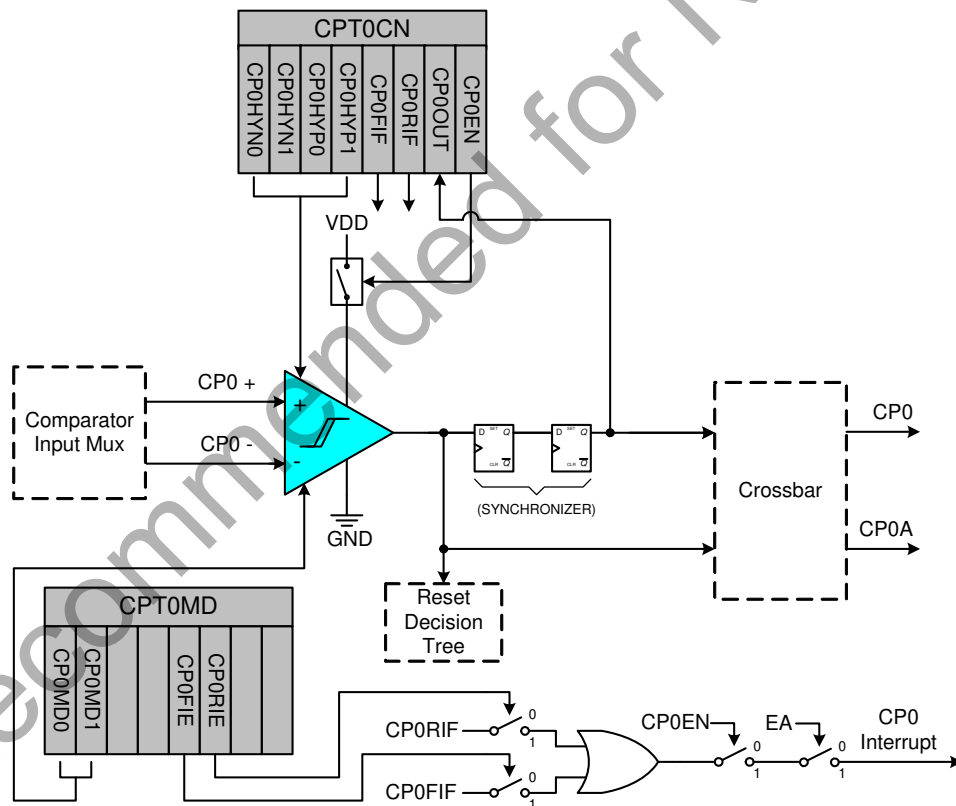 CPT0CN
CP0HYN0
CP0HYN1
CP0HYP0
CP0HYP1
CP0FIF
CP0RIF
CP0OUT
CP0EN
VDD
Comparator
Input Mux
CP0 +
CP0 -
+
-
GND
D SET Q
CLR Q
D SET Q
CLR Q
(SYNCHRONIZER)
Crossbar
CP0
CP0A
Reset
Decision
Tree
CPT0MD
CP0MD0
CP0MD1
CP0FIE
CP0RIE
CP0RIF
0
1
CP0FIF
0
1
CP0EN
0
1
EA
0
1
CP0
Interrupt
ecommended for